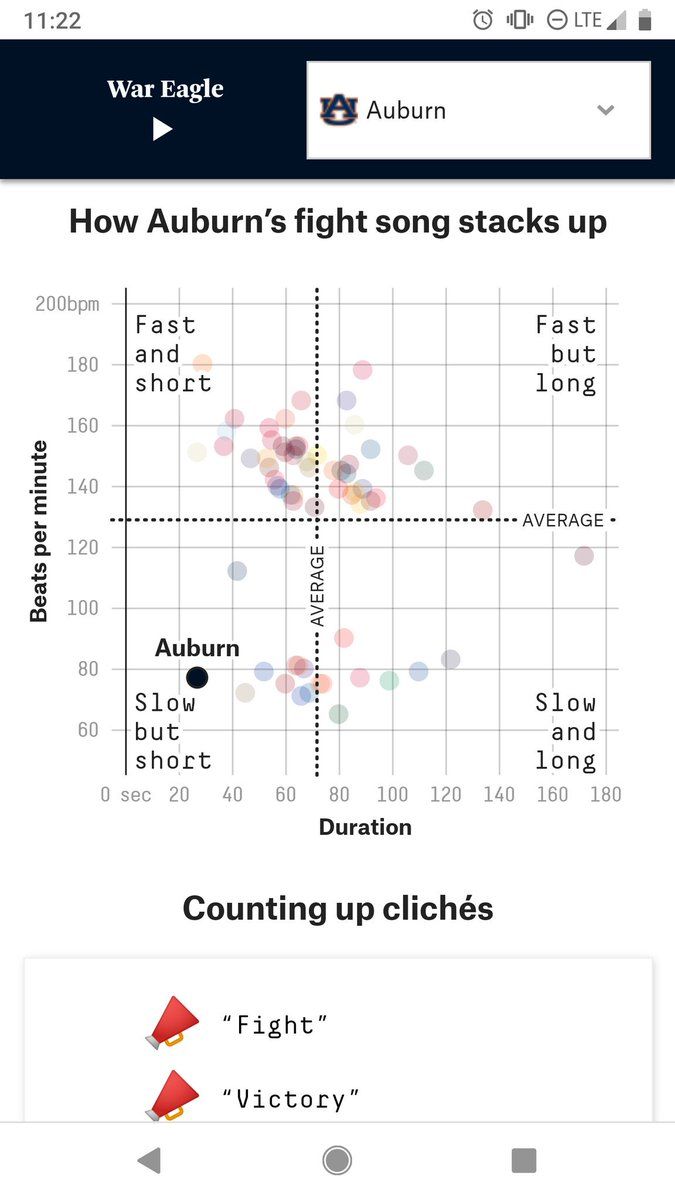 11:22
LTE
War Eagle
Auburn
How Auburn’s fight song stacks up
200bpm
180
160
140
120
100
80
60
Fast
and
short
Fast
but
long
Beats per minute
AVERAGE
AVERAGE
Auburn
Slow
but
short
Slow
and
long
0 sec 20 40 60 80 100 120 140 160 180
Duration
Counting up clichés
“Fight”
“Victory”